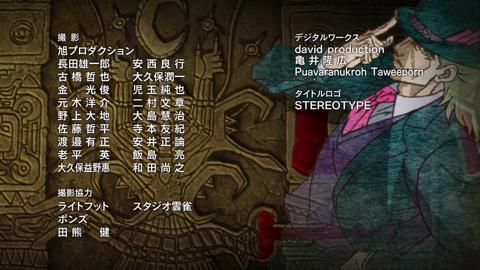 撮 影
旭プロダクション
長田雄一郎 安西良行
古橋哲也 大久保潤一
金 光俊 児玉純也
元木洋介 二村文章
野上大地 大島慧治
佐藤哲平 寺本友紀
渡邉有正 安井正諭
老 平英 飯島 亮
大久保益野恵 和田尚之
撮影協力
ライトフット スタジオ雲雀
ポンズ
田熊 健
デジタルワークス
david production
亀井隆広
Puavaranukroh Taweeporn
タイトルロゴ
STEREOTYPE